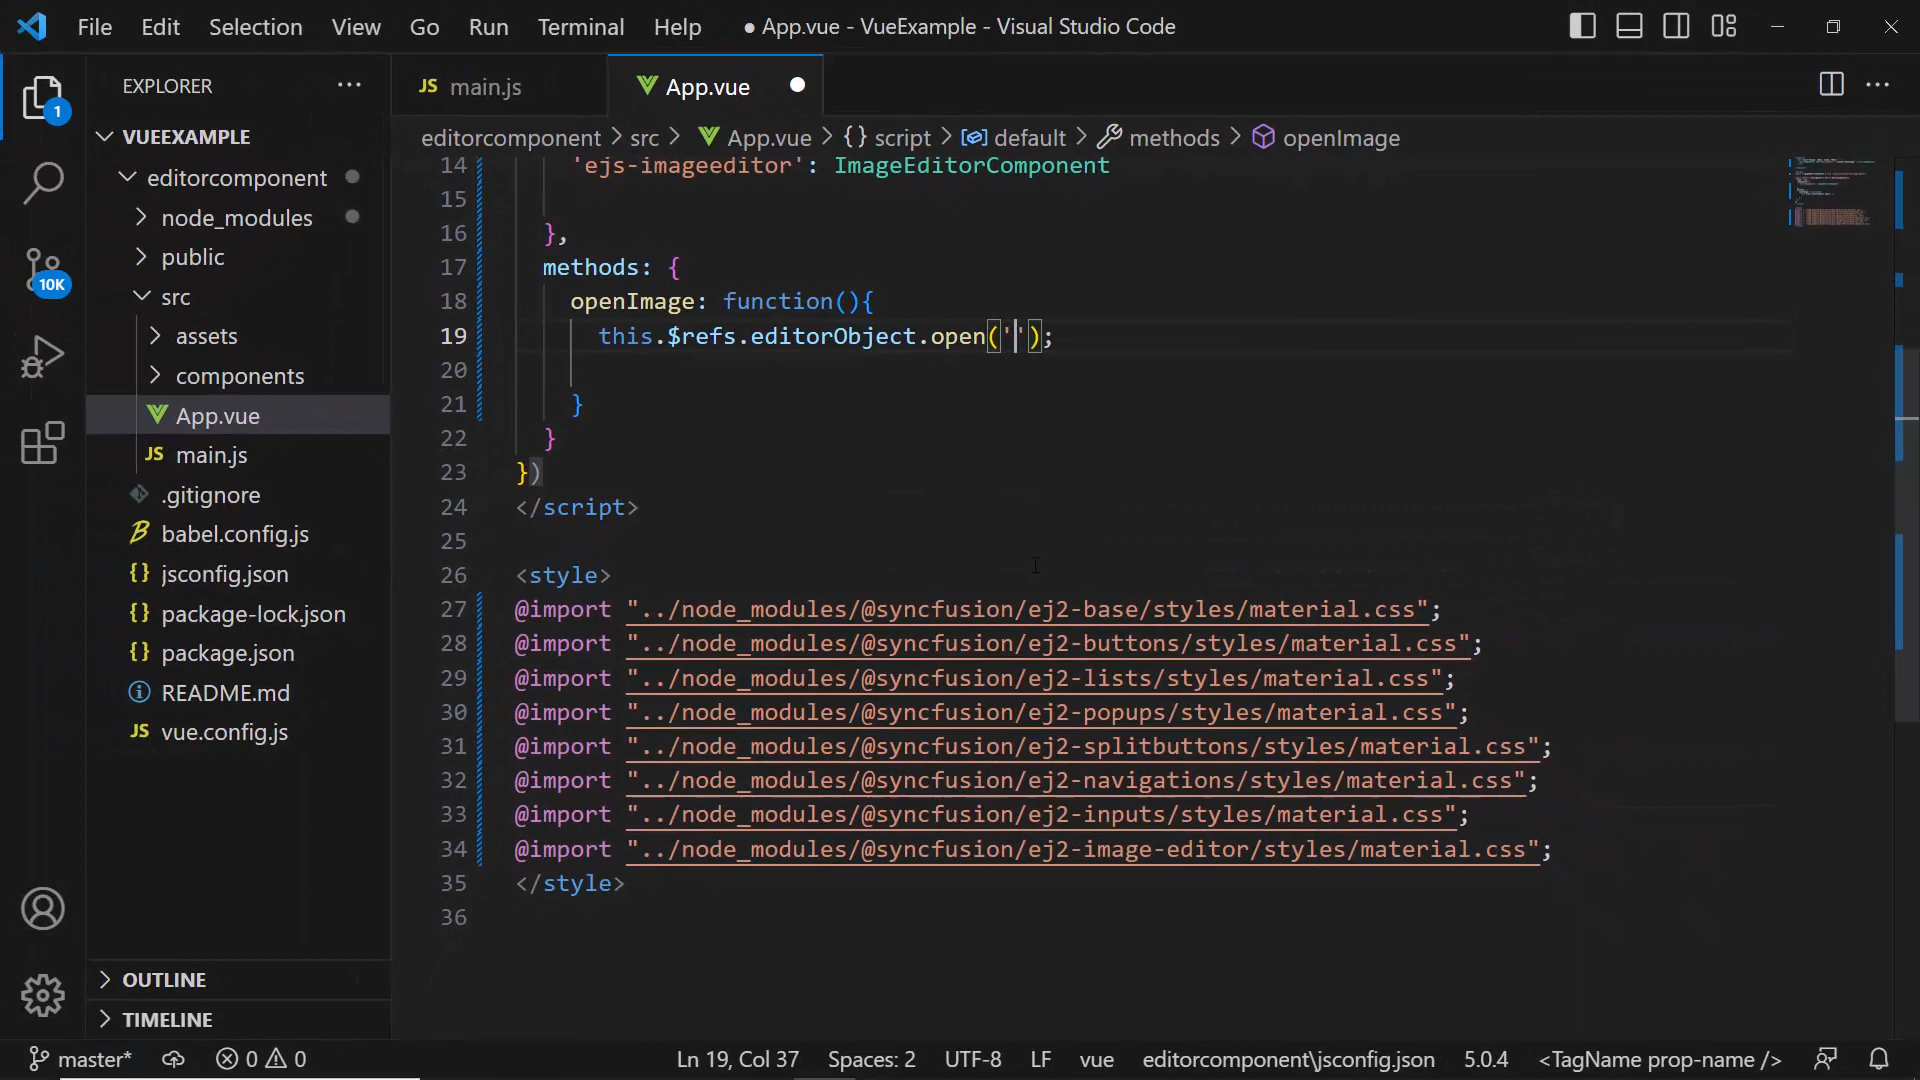 File Edit Selection View Go Run Terminal Help ● App.vue - VueExample - Visual Studio Code
EXPLORER ...
JS main.js
App.vue
1
VUEEXAMPLE
editorcomponent
node_modules
public
src
assets
components
App.vue
JS main.js
.gitignore
babel.config.js
{} jsconfig.json
{} package-lock.json
{} package.json
README.md
JS vue.config.js
10K
OUTLINE
TIMELINE
editorcomponent > src > App.vue > {} script > default > methods > openImage
14 'ejs-imageeditor': ImageEditorComponent
15
16 },
17 methods: {
18 openImage: function(){
19 this.$refs.editorObject.open('');
20
21 }
22 }
23 })
24 </script>
25
26 <style>
27 @import "../node_modules/@syncfusion/ej2-base/styles/material.css";
28 @import "../node_modules/@syncfusion/ej2-buttons/styles/material.css";
29 @import "../node_modules/@syncfusion/ej2-lists/styles/material.css";
30 @import "../node_modules/@syncfusion/ej2-popups/styles/material.css";
31 @import "../node_modules/@syncfusion/ej2-splitbuttons/styles/material.css";
32 @import "../node_modules/@syncfusion/ej2-navigations/styles/material.css";
33 @import "../node_modules/@syncfusion/ej2-inputs/styles/material.css";
34 @import "../node_modules/@syncfusion/ej2-image-editor/styles/material.css";
35 </style>
36
master* 0 0 Ln 19, Col 37 Spaces: 2 UTF-8 LF vue editorcomponent\jsconfig.json 5.0.4 <TagName prop-name />